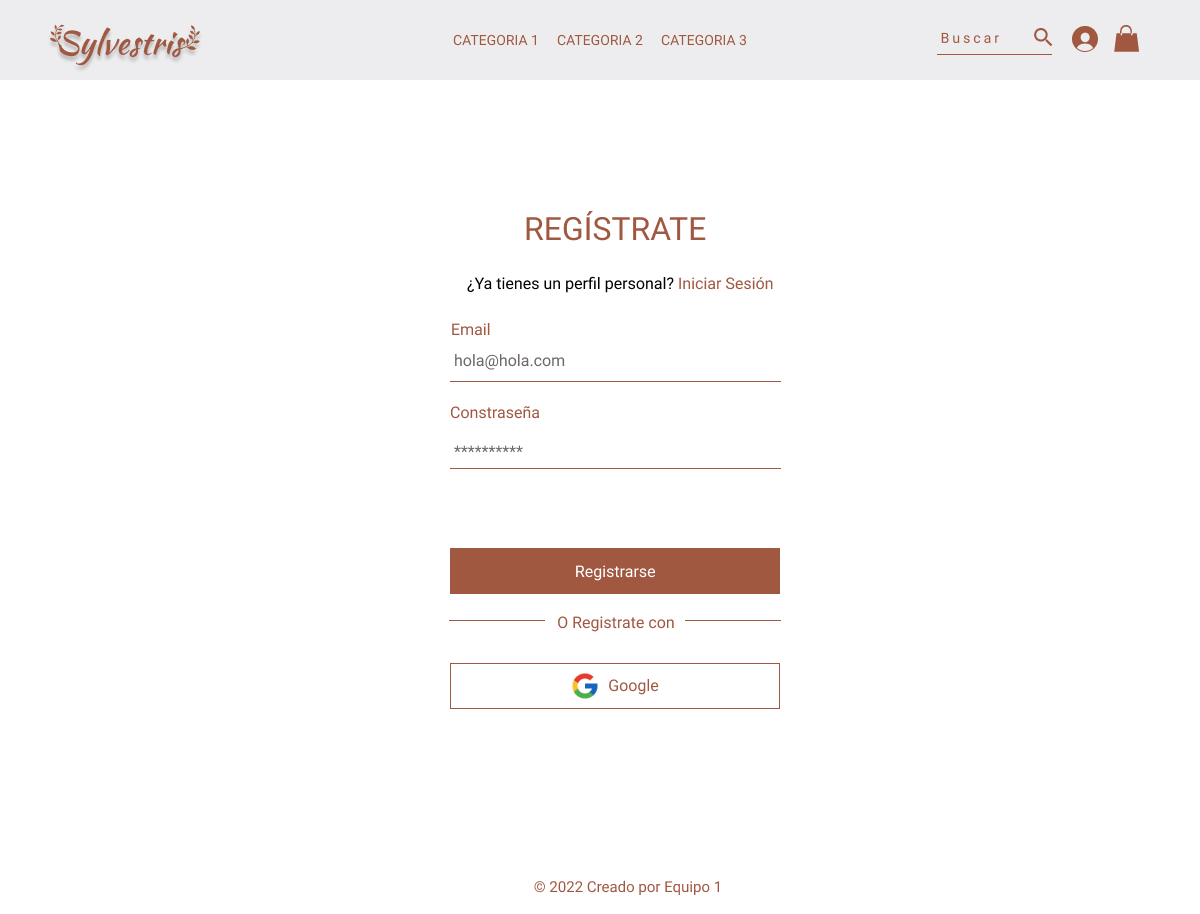 Sylvestris
CATEGORIA 1 CATEGORIA 2 CATEGORIA 3
Buscar
REGÍSTRATE
¿Ya tienes un perfil personal? Iniciar Sesión
Email
hola@hola.com
Constraseña
**********
Registrarse
O Registrate con
Google
© 2022 Creado por Equipo 1